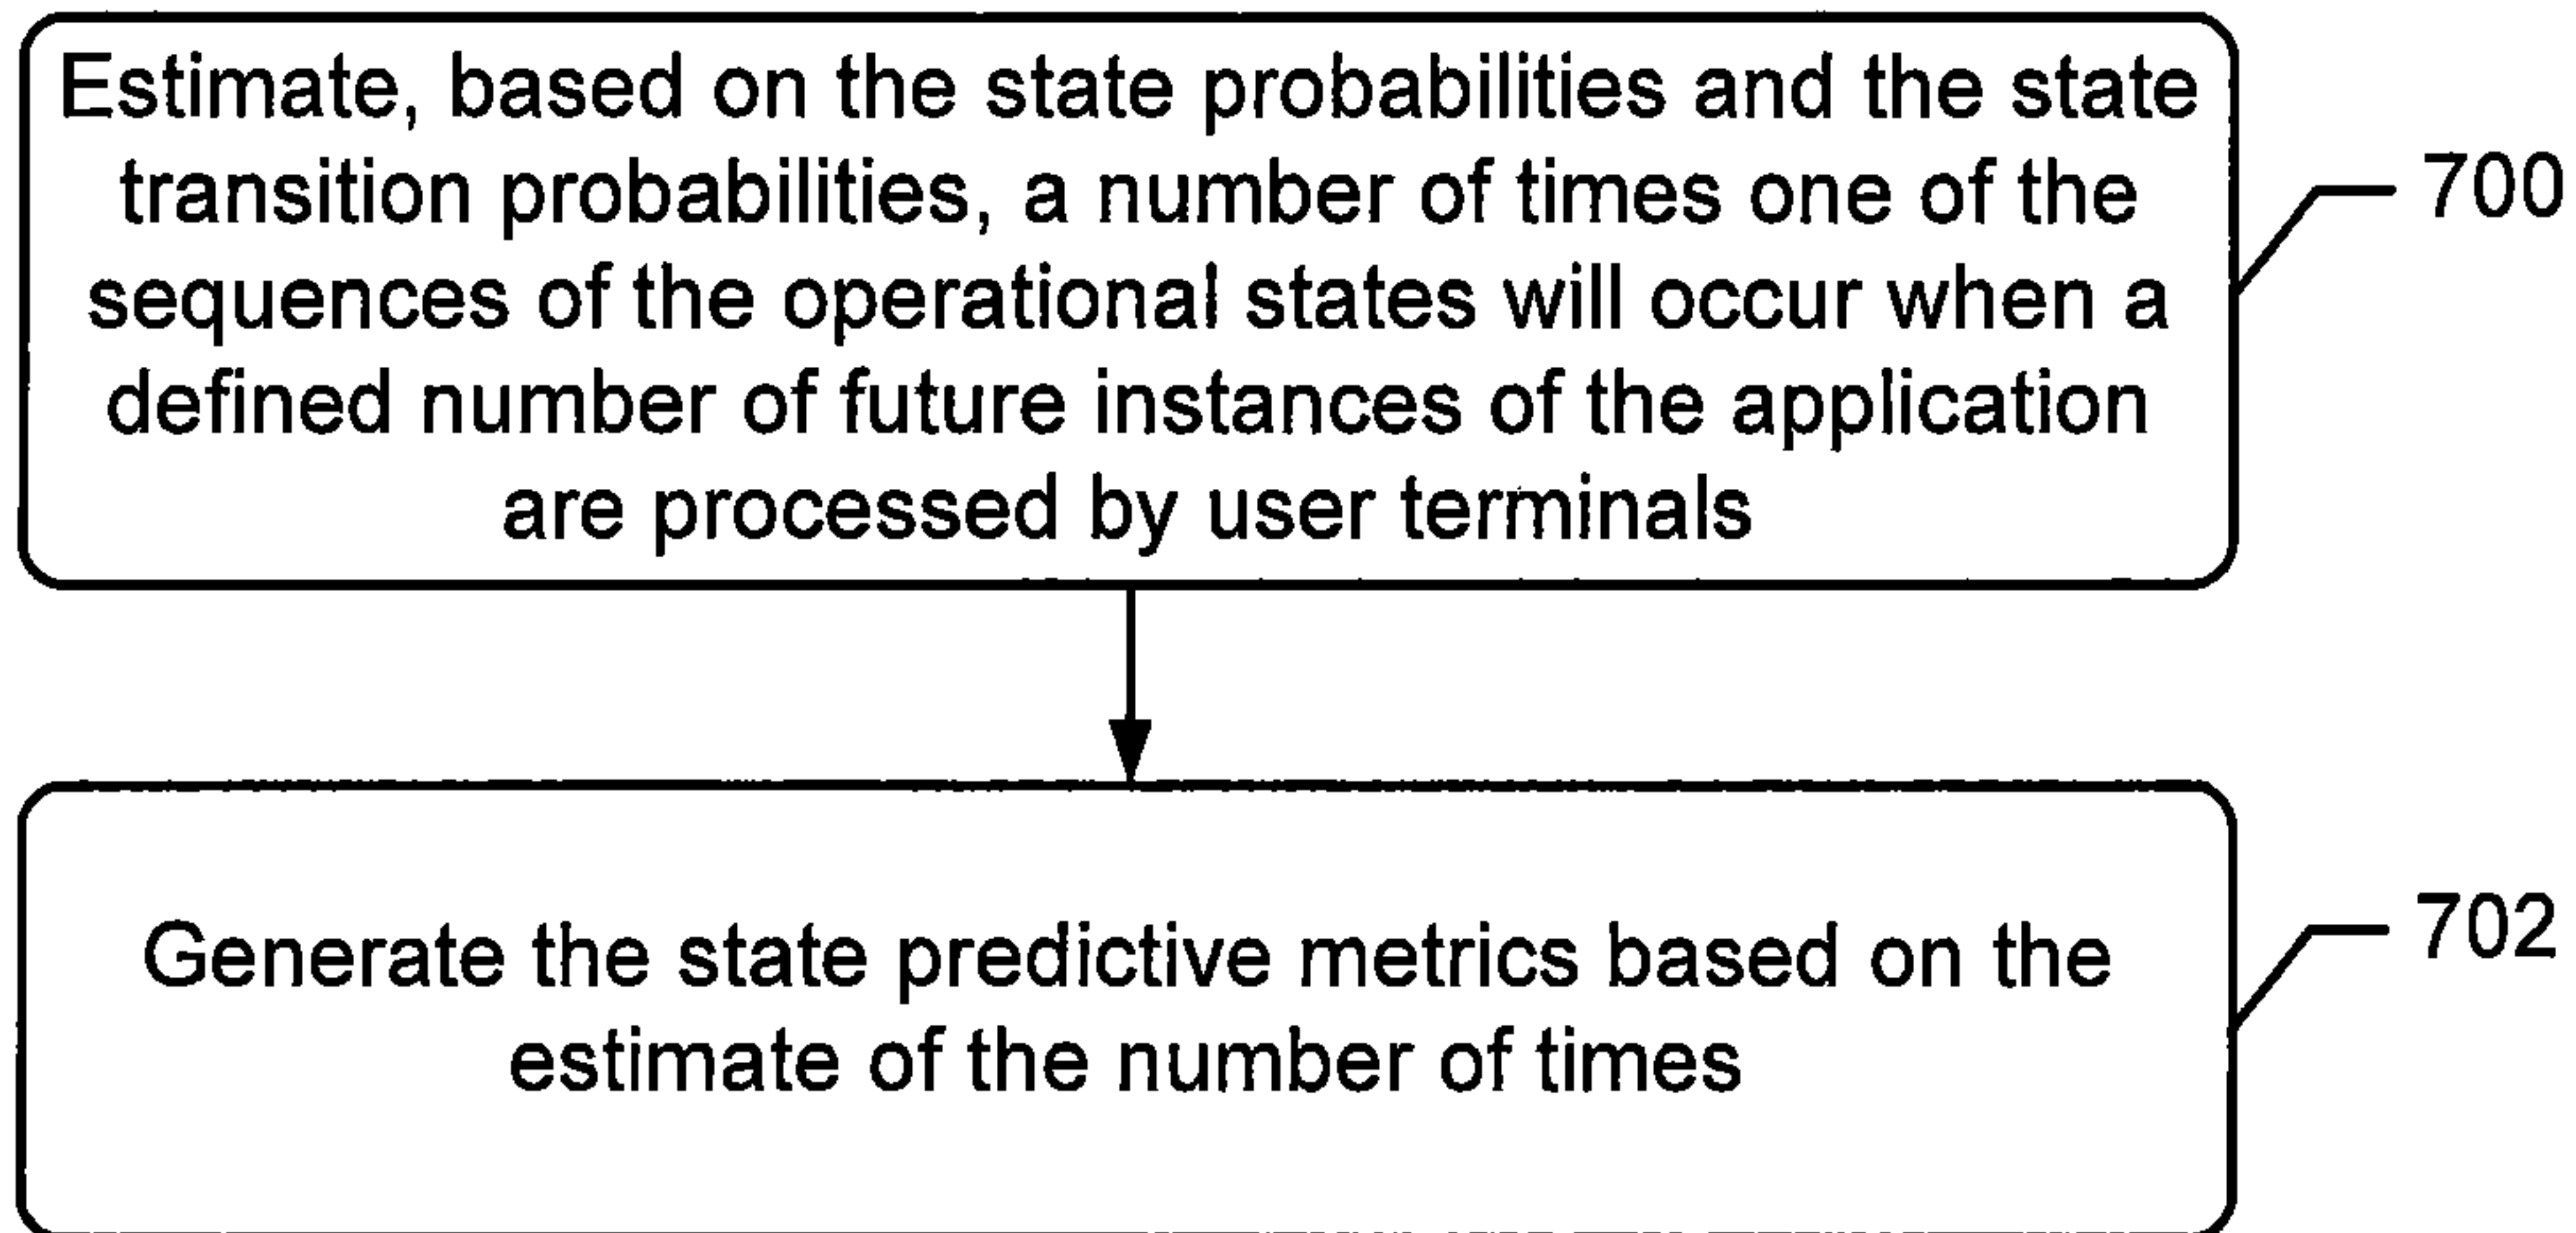 Estimate, based on the state probabilities and the state
transition probabilities, a number of times one of the
sequences of the operational states will occur when a
defined number of future instances of the application
are processed by user terminals
700
Generate the state predictive metrics based on the
estimate of the number of times
702